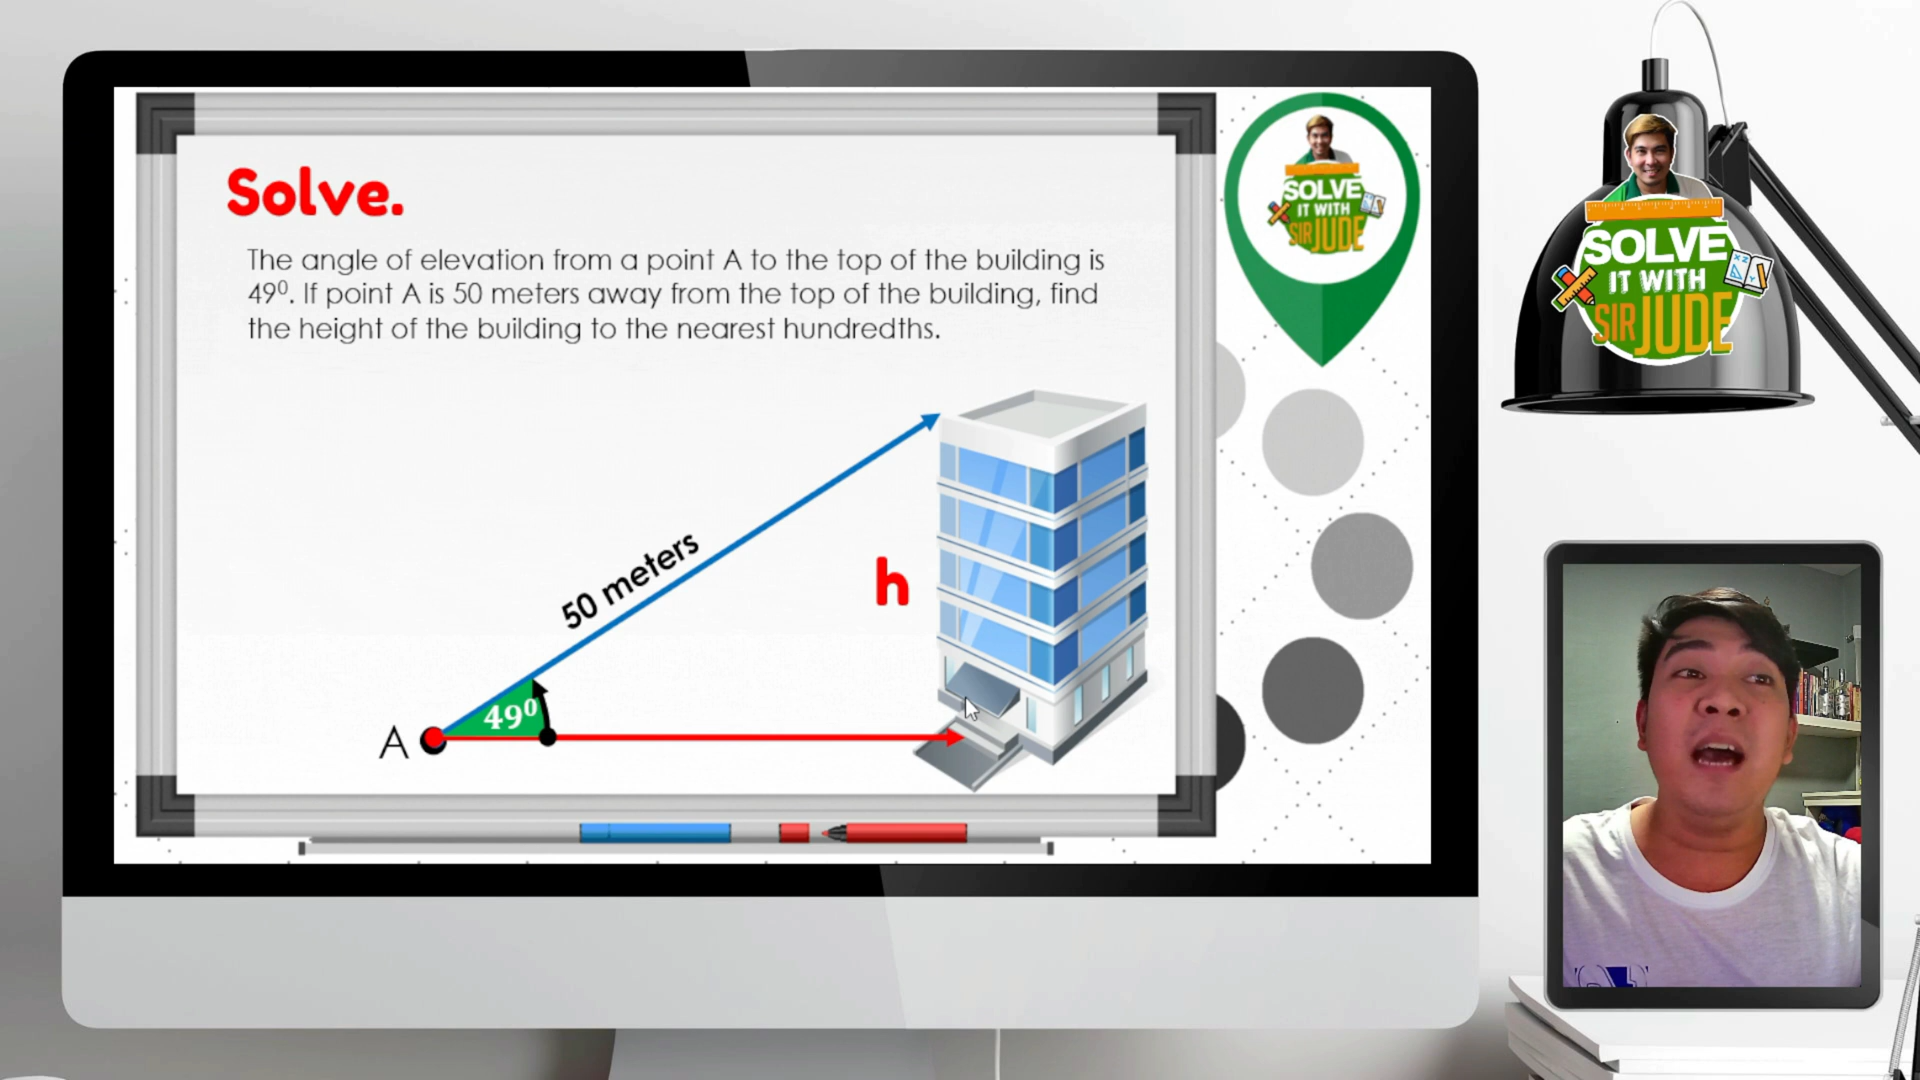 Solve.
The angle of elevation from a point A to the top of the building is
49⁰. If point A is 50 meters away from the top of the building, find
the height of the building to the nearest hundredths.
50 meters
h
49⁰
A
SOLVE
IT WITH
SIR JUDE
SOLVE
IT WITH
SIR JUDE